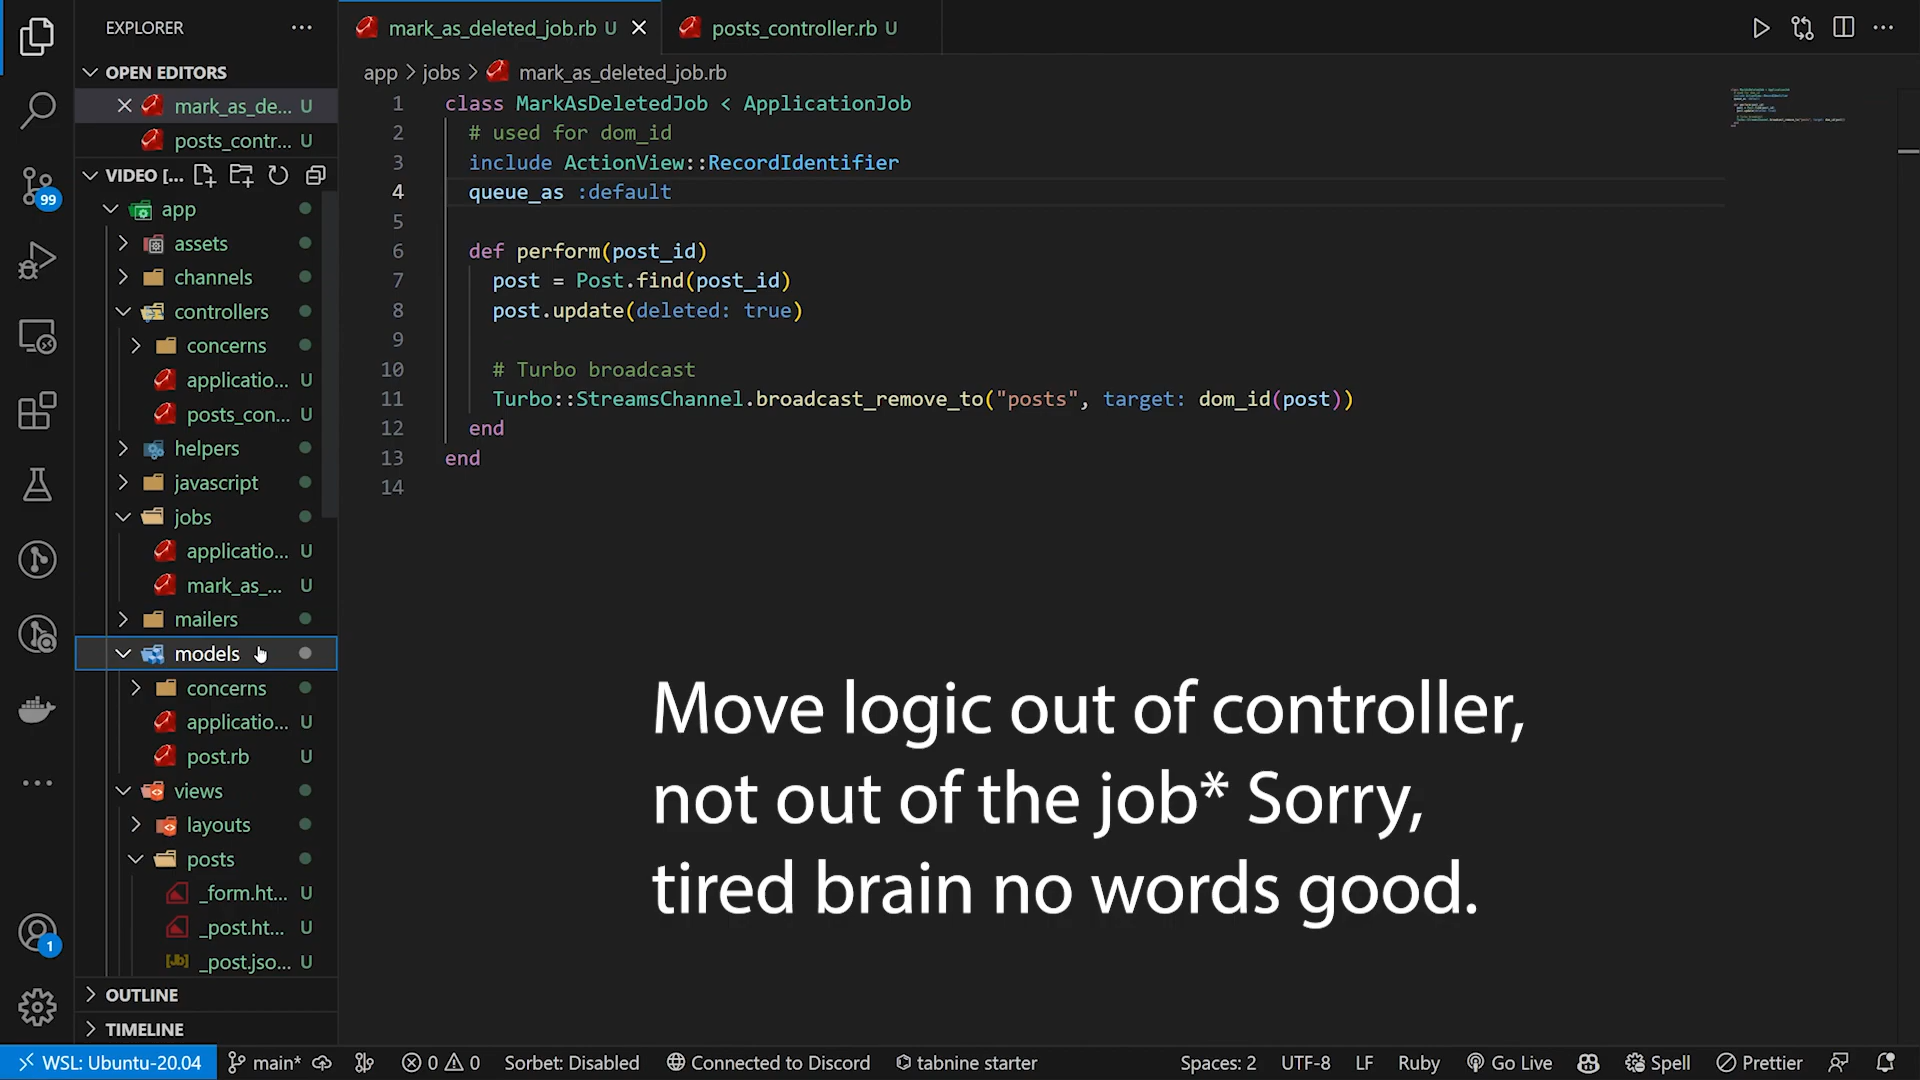 EXPLORER
mark_as_deleted_job.rb U
posts_controller.rb U
OPEN EDITORS
mark_as_de... U
posts_contr... U
VIDEO [...
app
assets
channels
controllers
concerns
applicatio... U
posts_con... U
helpers
javascript
jobs
applicatio... U
mark_as_... U
mailers
models
concerns
applicatio... U
post.rb U
views
layouts
posts
_form.ht... U
_post.ht... U
_post.jso... U
OUTLINE
TIMELINE
99
1
app > jobs > mark_as_deleted_job.rb
1 class MarkAsDeletedJob < ApplicationJob
2 # used for dom_id
3 include ActionView::RecordIdentifier
4 queue_as :default
5
6 def perform(post_id)
7 post = Post.find(post_id)
8 post.update(deleted: true)
9
10 # Turbo broadcast
11 Turbo::StreamsChannel.broadcast_remove_to("posts", target: dom_id(post))
12 end
13 end
14
Move logic out of controller,
not out of the job* Sorry,
tired brain no words good.
WSL: Ubuntu-20.04 main* 0 0 Sorbet: Disabled Connected to Discord tabnine starter Spaces: 2 UTF-8 LF Ruby Go Live Spell Prettier